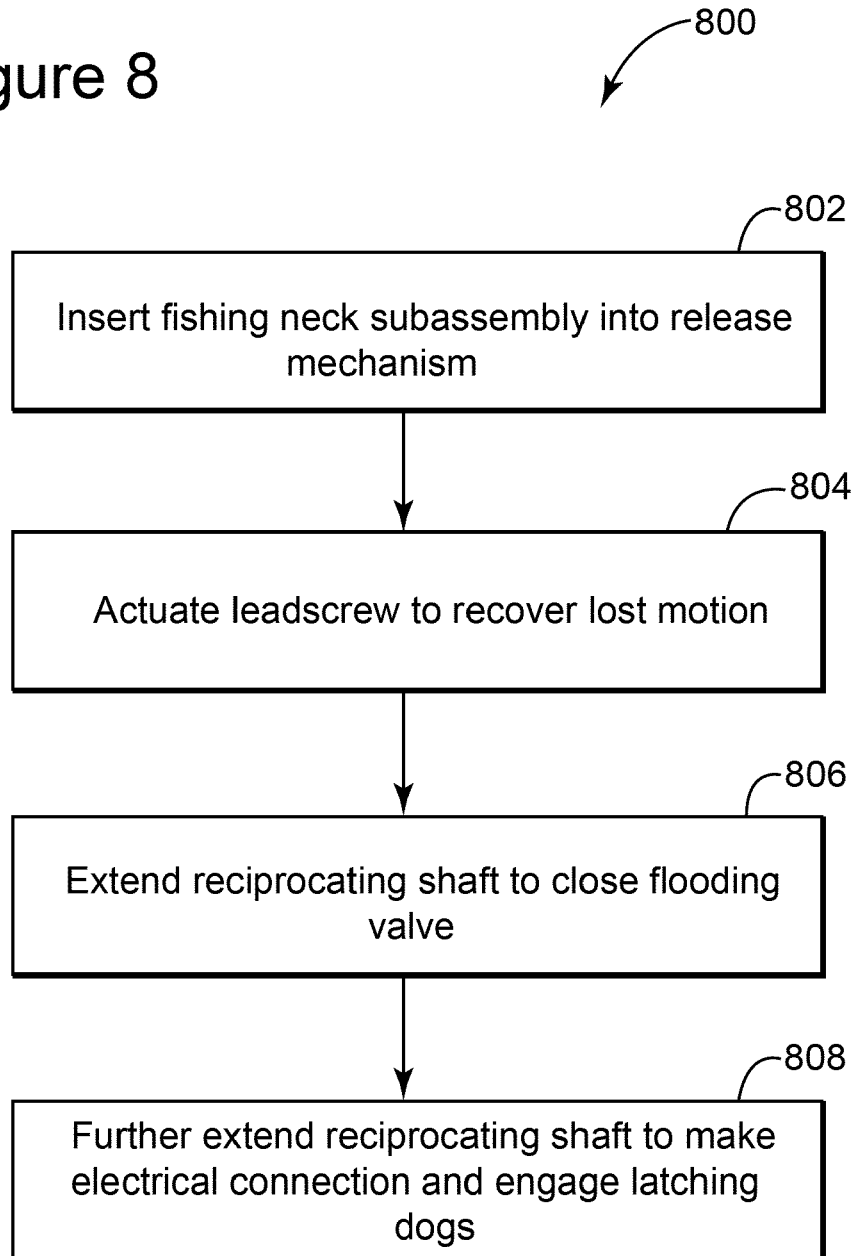 gure 8
800
802
Insert fishing neck subassembly into release
mechanism
804
Actuate leadscrew to recover lost motion
806
Extend reciprocating shaft to close flooding
valve
808
Further extend reciprocating shaft to make
electrical connection and engage latching
dogs